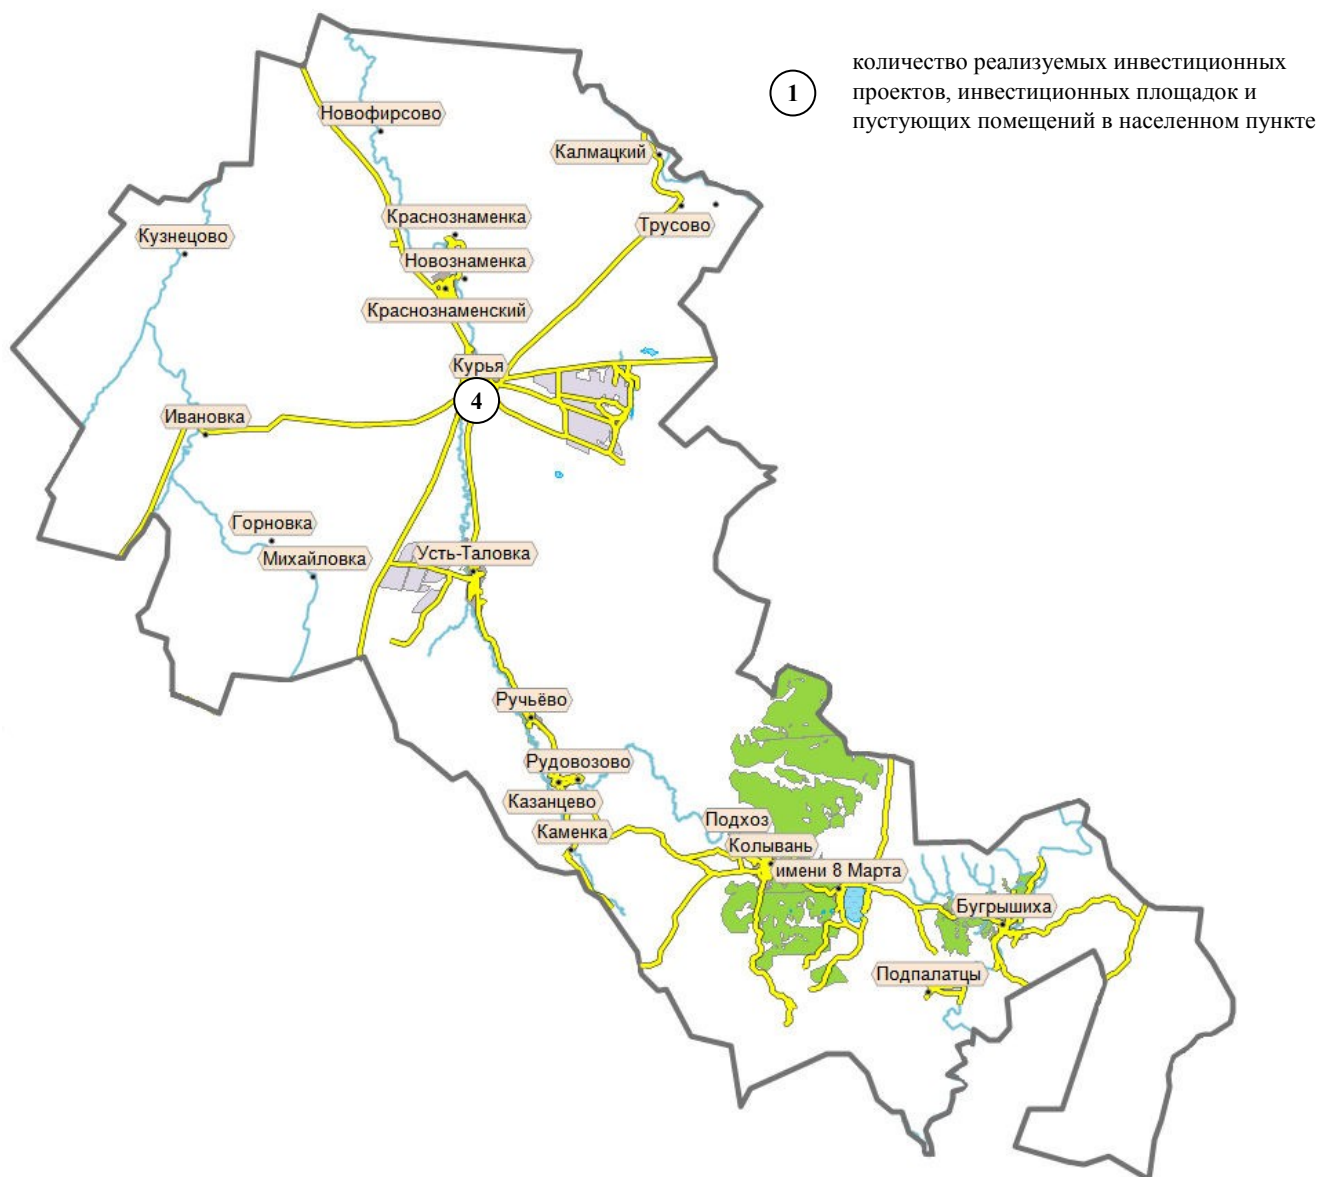 количество реализуемых инвестиционных
1
проектов, инвестиционных площадок и
пустующих помещений в населенном пункте
Новофирсово
Калмацкий
Краснознаменка
Трусово
Кузнецово
Новознаменка
Краснознаменский
Курья
4
Ивановка
Горновка
Михайловка
Усть-Таловка
Ручьёво
Рудовозово
Казанцево
Подхоз
Каменка
Колывань
имени 8 Марта
Бугрышиха
Подпалатцы